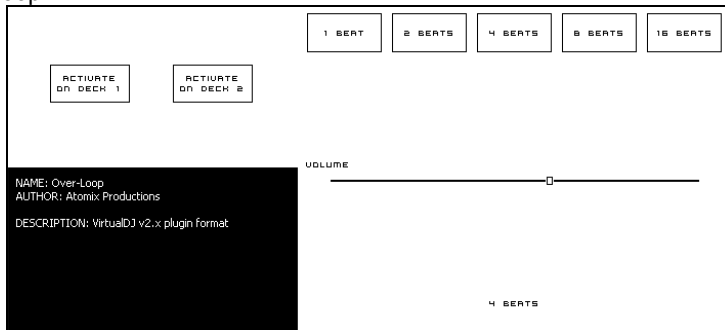 1 BEAT
2 BEATS
4 BEATS
8 BEATS
16 BEATS
ACTIVATE
ON DECK 1
ACTIVATE
ON DECK 2
VOLUME
NAME: Over-Loop
AUTHOR: Atomix Productions
DESCRIPTION: VirtualDJ v2.x plugin format
4 BEATS